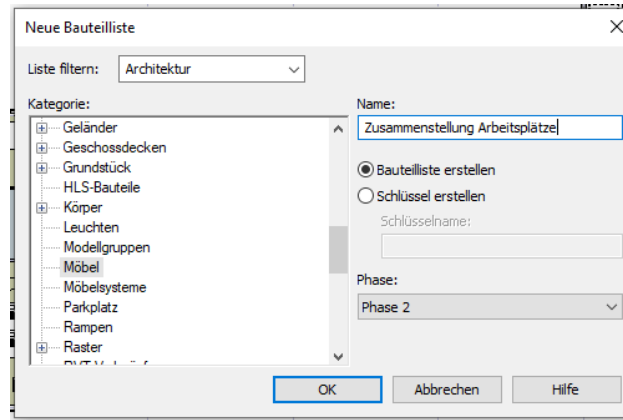 Neue Bauteilliste
Liste filtern:
Architektur
Kategorie:
Geländer
Geschossdecken
Grundstück
HLS-Bauteile
Körper
Leuchten
Modellgruppen
Möbel
Möbelsysteme
Parkplatz
Rampen
Raster
Name:
Zusammenstellung Arbeitsplätze
Bauteilliste erstellen
Schlüssel erstellen
Schlüsselname:
Phase:
Phase 2
OK
Abbrechen
Hilfe